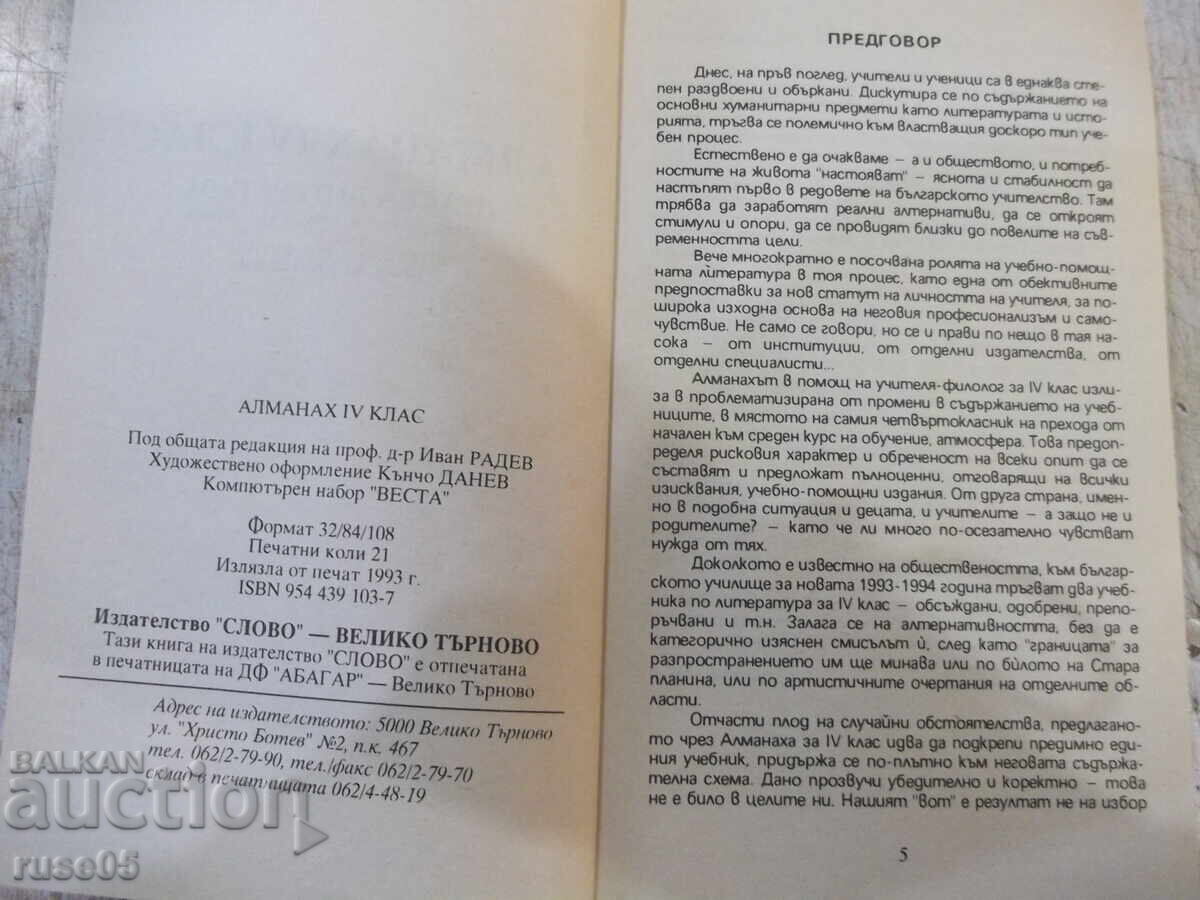 АЛМАНАХ IV КЛАС
Под общата редакция на проф. д-р Иван РАДЕВ
Художествено оформление Кънчо ДАНЕВ
Компютърен набор "ВЕСТА"
Формат 32/84/108
Печатни коли 21
Излязла от печат 1993 г.
ISBN 954 439 103-7
Издателство "СЛОВО" — ВЕЛИКО ТЪРНОВО
Тази книга на издателство "СЛОВО" е отпечатана
в печатницата на ДФ "АБАГАР" — Велико Търново
Адрес на издателството: 5000 Велико Търново
ул. "Христо Ботев" №2, п.к. 467
тел. 062/2-79-90, тел./факс 062/2-79-70
склад в печатницата 062/4-48-19
ПРЕДГОВОР
Днес, на пръв поглед, учители и ученици са в еднаква сте-
пен раздвоени и объркани. Дискутира се по съдържанието на
основни хуманитарни предмети като литературата и исто-
рията, тръгва се полемично към властващия доскоро тип уче-
бен процес.
Естествено е да очакваме – а и обществото, и потреб-
ностите на живота "настояват" – яснота и стабилност да
настъпят първо в редовете на българското учителство. Там
трябва да заработят реални алтернативи, да се откроят
стимули и опори, да се провидят близки до повелите на съв-
ременността цели.
Вече многократно е посочвана ролята на учебно-помощ-
ната литература в тоя процес, като една от обективните
предпоставки за нов статут на личността на учителя, за по-
широка изходна основа на неговия професионализъм и само-
чувствие. Не само се говори, но се и прави по нещо в тая на-
сока – от институции, от отделни издателства, от
отделни специалисти...
Алманахът в помощ на учителя-филолог за IV клас изли-
за в проблематизирана от промени в съдържанието на учеб-
ниците, в мястото на самия четвъртокласник на прехода от
начален към среден курс на обучение, атмосфера. Това предоп-
ределя рисковия характер и обреченост на всеки опит да се
съставят и предложат пълноценни, отговарящи на всички
изисквания, учебно-помощни издания. От друга страна, имен-
но в подобна ситуация и децата, и учителите – а защо не и
родителите? – като че ли много по-осезателно чувстват
нужда от тях.
Доколкото е известно на обществеността, към българ-
ското училище за новата 1993-1994 година тръгват два учеб-
ника по литература за IV клас – обсъждани, одобрени, препо-
ръчвани и т.н. Залага се на алтернативността, без да е
категорично изяснен смисълът ѝ, след като "границата" за
разпространението им ще минава или по билото на Стара
планина, или по артистичните очертания на отделните об-
ласти.
Отчасти плод на случайни обстоятелства, предлагано-
то чрез Алманаха за IV клас идва да подкрепи предимно еди-
ния учебник, придържа се по-плътно към неговата съдържа-
телна схема. Дано прозвучи убедително и коректно – това
не е било в целите ни. Нашият "вот" е резултат не на избор
5
BALKAN
auction
ruse05